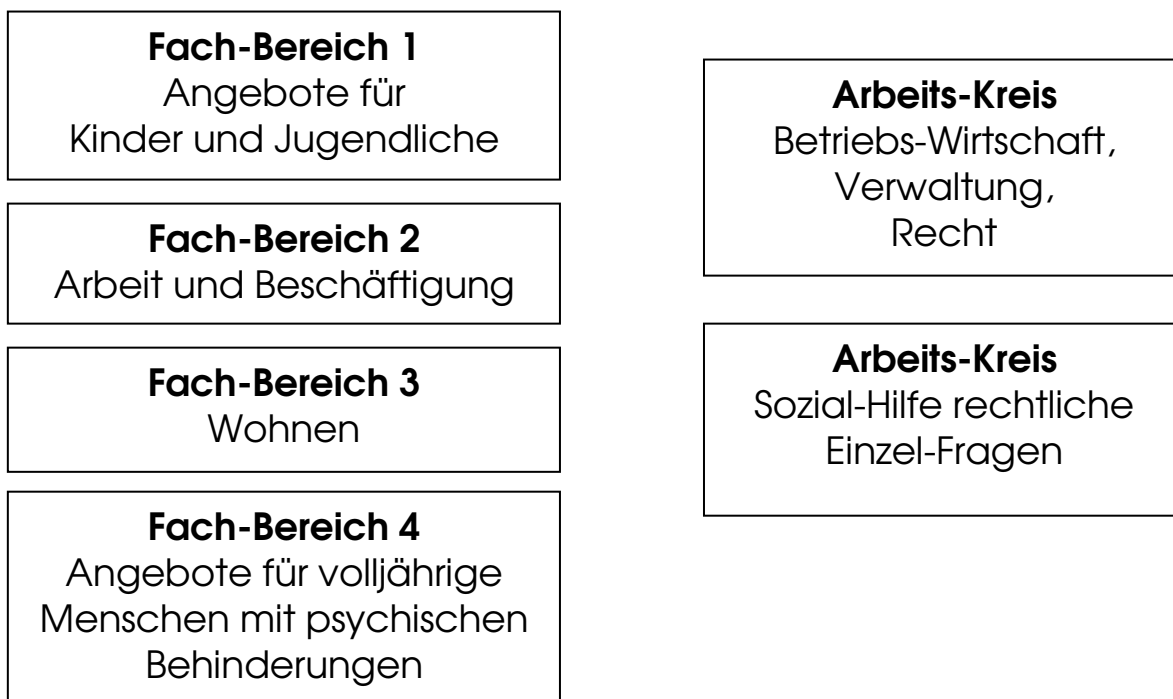 Fach-Bereich 1
Angebote für
Kinder und Jugendliche
Fach-Bereich 2
Arbeit und Beschäftigung
Fach-Bereich 3
Wohnen
Fach-Bereich 4
Angebote für volljährige
Menschen mit psychischen
Behinderungen
Arbeits-Kreis
Betriebs-Wirtschaft,
Verwaltung,
Recht
Arbeits-Kreis
Sozial-Hilfe rechtliche
Einzel-Fragen